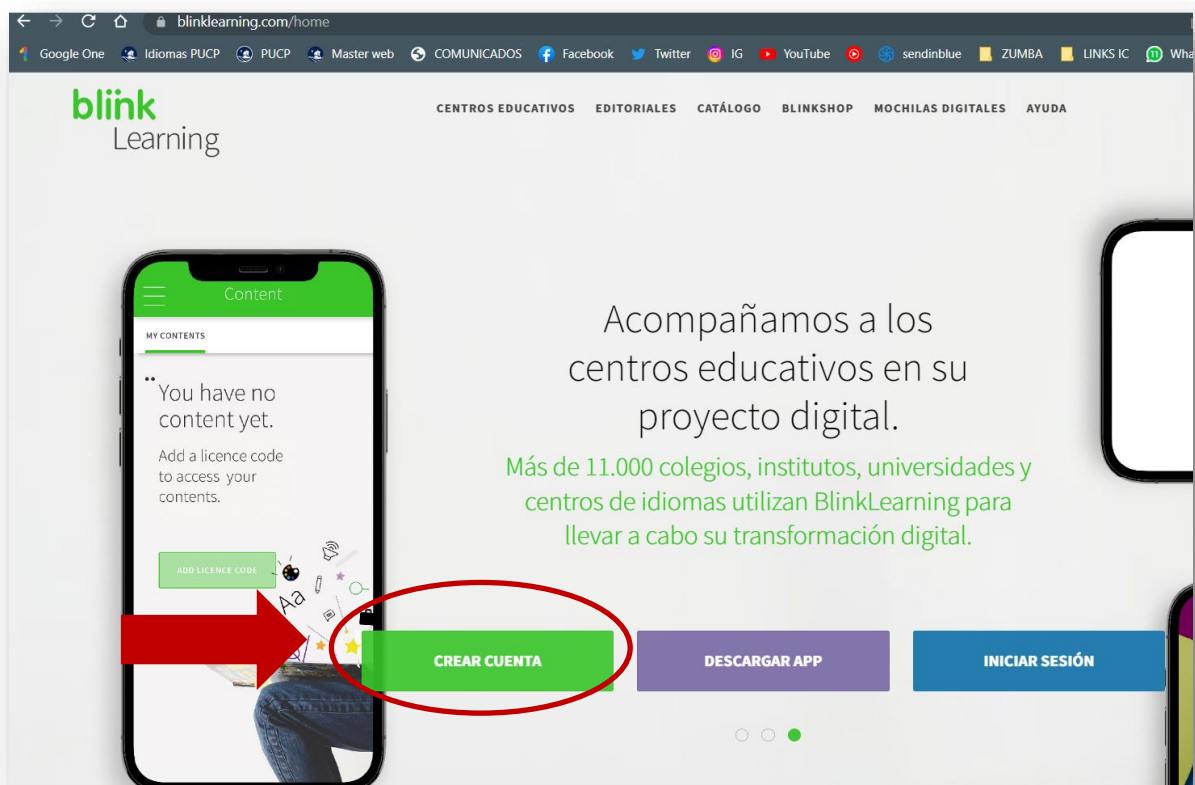 blinklearning.com/home
Google One Idiomas PUCP PUCP Master web COMUNICADOS Facebook Twitter IG YouTube sendinblue ZUMBA LINKS IC Wha
blink
Learning
CENTROS EDUCATIVOS EDITORIALES CATÁLOGO BLINKSHOP MOCHILAS DIGITALES AYUDA
Content
MY CONTENTS
You have no
content yet.
Add a licence code
to access your
contents.
ADD LICENCE CODE
Aa
Acompañamos a los
centros educativos en su
proyecto digital.
Más de 11.000 colegios, institutos, universidades y
centros de idiomas utilizan BlinkLearning para
llevar a cabo su transformación digital.
CREAR CUENTA DESCARGAR APP INICIAR SESIÓN